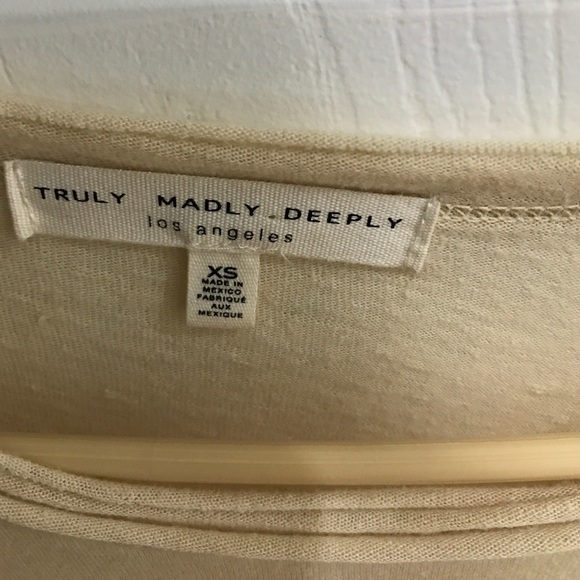 TRULY MADLY DEEPLY
los angeles
XS
MADE IN
MEXICO
FABRIQUÉ
AUX
MEXIQUE